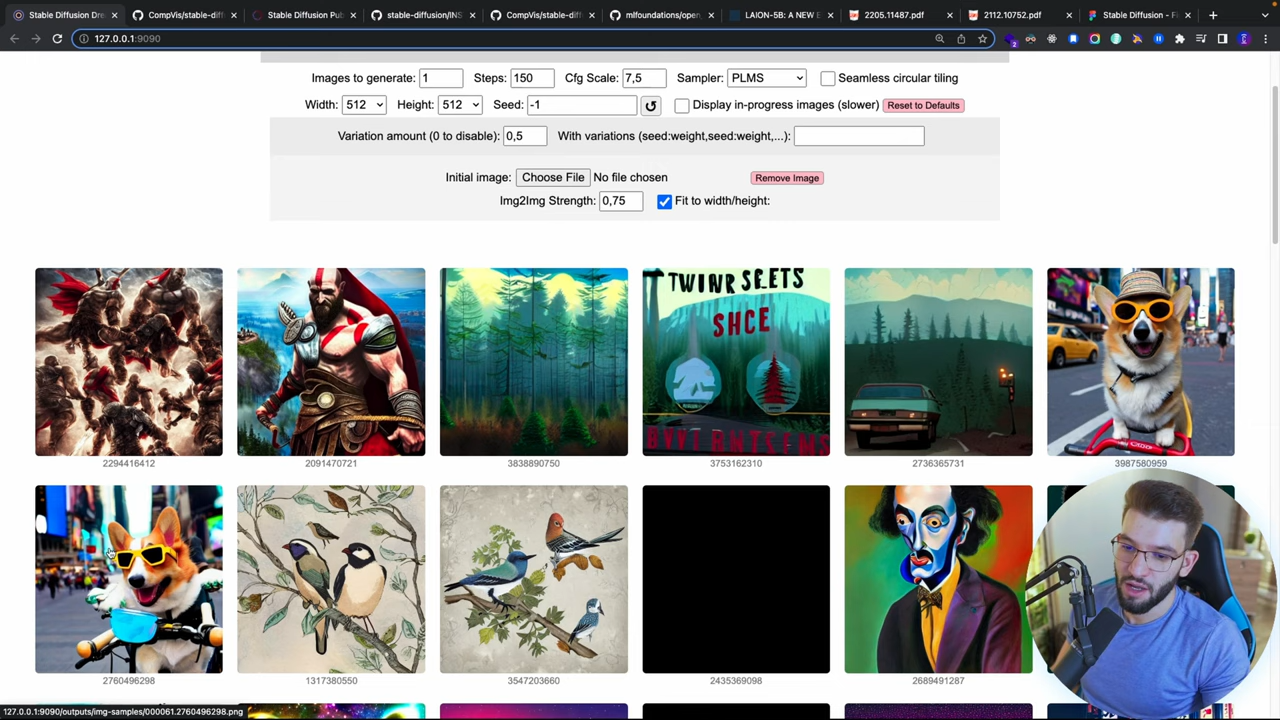 Stable Diffusion Dre
CompVis/stable-diff
Stable Diffusion Pub
stable-diffusion/INS
CompVis/stable-diff
mlfoundations/open
LAION-5B: A NEW E
2205.11487.pdf
2112.10752.pdf
Stable Diffusion - Fi
127.0.0.1:9090
Images to generate: 1 Steps: 150 Cfg Scale: 7,5 Sampler: PLMS Seamless circular tiling
Width: 512 Height: 512 Seed: -1 Display in-progress images (slower) Reset to Defaults
Variation amount (0 to disable): 0,5 With variations (seed:weight,seed:weight,...):
Initial image: Choose File No file chosen Remove Image
Img2Img Strength: 0,75 Fit to width/height:
TWINR SEETS
SHCE
2294416412
2091470721
3838890750
3753162310
2736365731
3987580959
2760496298
1317380550
3547203660
2435369098
2689491287
127.0.0.1:9090/outputs/img-samples/000061.2760496298.png